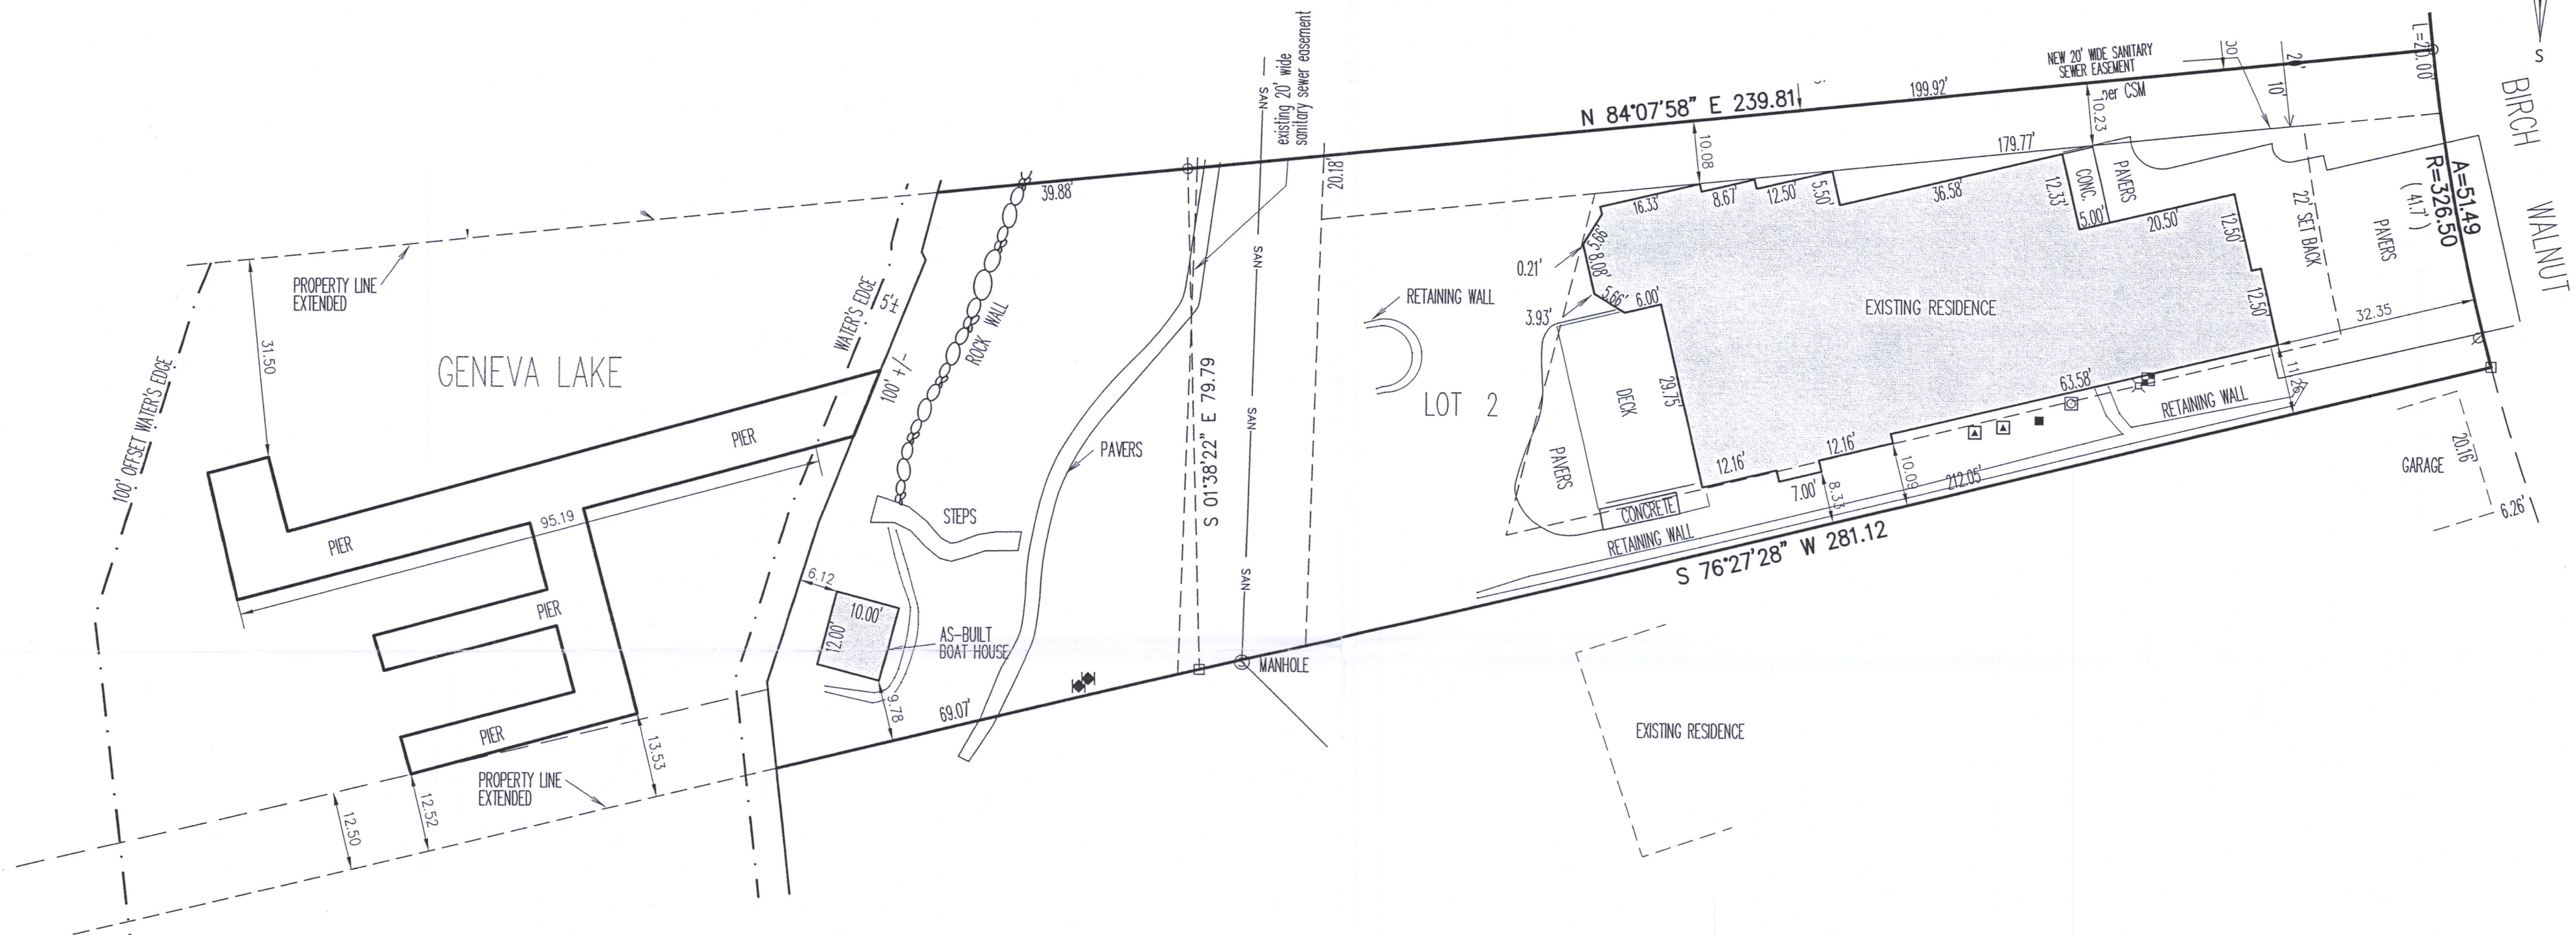 existing 20' wide
sanitary sewer easement
SAN
NEW 20' WIDE SANITARY
SEWER EASEMENT
per CSM
L=20.00'
S
BIRCH
WALNUT
N 84°07'58" E 239.81
199.92'
10.23
10'
39.88'
20.18'
10.08
179.77'
PROPERTY LINE
EXTENDED
31.50
100' OFFSET WATER'S EDGE
GENEVA LAKE
WATER'S EDGE
5'±
100' +/-
ROCK WALL
PIER
PIER
95.19
PIER
PIER
13.53
PROPERTY LINE
EXTENDED
12.52
12.50
STEPS
6.12
10.00'
12.00'
AS-BUILT
BOAT HOUSE
9.78
69.07'
PAVERS
S 01°38'22" E 79.79
SAN
SAN
SAN
MANHOLE
RETAINING WALL
LOT 2
0.21'
3.93'
5.66'
8.08'
5.66'
6.00'
16.33'
8.67'
12.50'
5.50'
36.58'
12.33'
CONC.
5.00'
PAVERS
20.50'
12.50'
12.50'
22' SET BACK
PAVERS
A=51.49
R=326.50
(41.7')
32.35
EXISTING RESIDENCE
DECK
29.75'
PAVERS
CONCRETE
RETAINING WALL
12.16'
7.00'
12.16'
8.33
10.09
212.05'
63.58'
RETAINING WALL
11.26
S 76°27'28" W 281.12
GARAGE
20.16'
6.26'
EXISTING RESIDENCE